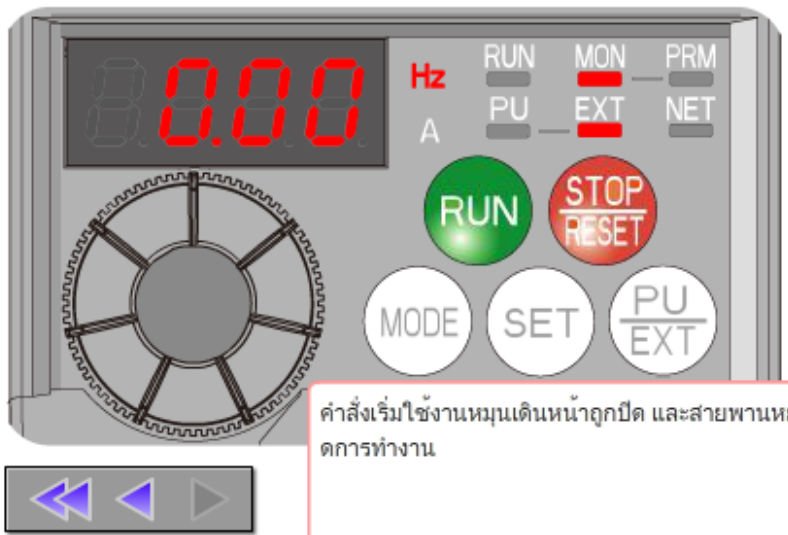 0.00
Hz
A
RUN MON PRM
PU EXT NET
RUN
STOP
RESET
MODE
SET
PU
EXT
คำสั่งเริ่มใช้งานหมุนเดินหน้าถูกปิด และสายพานห
ดการทำงาน